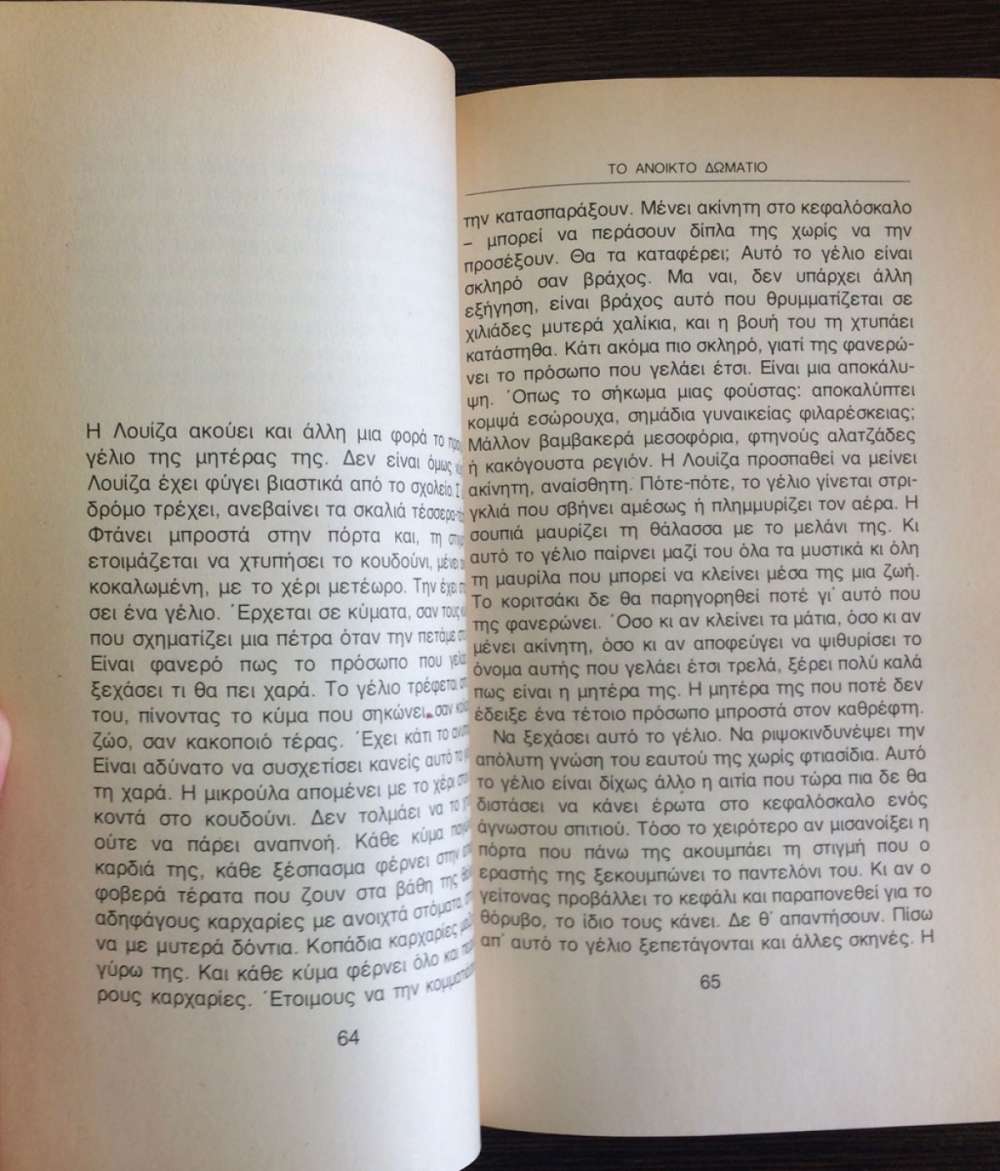 Η Λουίζα ακούει και άλλη μια φορά το
γέλιο της μητέρας της. Δεν είναι όμως
Λουίζα έχει φύγει βιαστικά από το σχολείο.
δρόμο τρέχει, ανεβαίνει τα σκαλιά τέσσερα-
Φτάνει μπροστά στην πόρτα και, τη
ετοιμάζεται να χτυπήσει το κουδούνι, μένει
κοκαλωμένη, με το χέρι μετέωρο. Την έχει
σει ένα γέλιο. Έρχεται σε κύματα, σαν τους
που σχηματίζει μια πέτρα όταν την πετάμε
Είναι φανερό πως το πρόσωπο που
ξεχάσει τι θα πει χαρά. Το γέλιο τρέφεται
του, πίνοντας το κύμα που σηκώνει, σαν
ζώο, σαν κακοποιό τέρας. Έχει κάτι το
Είναι αδύνατο να συσχετίσει κανείς αυτό το
τη χαρά. Η μικρούλα απομένει με το χέρι
κοντά στο κουδούνι. Δεν τολμάει να το
ούτε να πάρει αναπνοή. Κάθε κύμα
καρδιά της, κάθε ξέσπασμα φέρνει στην
φοβερά τέρατα που ζουν στα βάθη της
αδηφάγους καρχαρίες με ανοιχτά στόματα,
να με μυτερά δόντια. Κοπάδια καρχαρίες
γύρω της. Και κάθε κύμα φέρνει όλο και
ρους καρχαρίες. Έτοιμους να την
64
ΤΟ ΑΝΟΙΚΤΟ ΔΩΜΑΤΙΟ
την κατασπαράξουν. Μένει ακίνητη στο κεφαλόσκαλο
– μπορεί να περάσουν δίπλα της χωρίς να την
προσέξουν. Θα τα καταφέρει; Αυτό το γέλιο είναι
σκληρό σαν βράχος. Μα ναι, δεν υπάρχει άλλη
εξήγηση, είναι βράχος αυτό που θρυμματίζεται σε
χιλιάδες μυτερά χαλίκια, και η βουή του τη χτυπάει
κατάστηθα. Κάτι ακόμα πιο σκληρό, γιατί της φανερώ-
νει το πρόσωπο που γελάει έτσι. Είναι μια αποκάλυ-
ψη. Όπως το σήκωμα μιας φούστας: αποκαλύπτει
κομψά εσώρουχα, σημάδια γυναικείας φιλαρέσκειας;
Μάλλον βαμβακερά μεσοφόρια, φτηνούς αλατζάδες
ή κακόγουστα ρεγιόν. Η Λουίζα προσπαθεί να μείνει
ακίνητη, αναίσθητη. Πότε-πότε, το γέλιο γίνεται στρι-
γκλιά που σβήνει αμέσως ή πλημμυρίζει τον αέρα. Η
σουπιά μαυρίζει τη θάλασσα με το μελάνι της. Κι
αυτό το γέλιο παίρνει μαζί του όλα τα μυστικά κι όλη
τη μαυρίλα που μπορεί να κλείνει μέσα της μια ζωή.
Το κοριτσάκι δε θα παρηγορηθεί ποτέ γι' αυτό που
της φανερώνει. Όσο κι αν κλείνει τα μάτια, όσο κι αν
μένει ακίνητη, όσο κι αν αποφεύγει να ψιθυρίσει το
όνομα αυτής που γελάει έτσι τρελά, ξέρει πολύ καλά
πως είναι η μητέρα της. Η μητέρα της που ποτέ δεν
έδειξε ένα τέτοιο πρόσωπο μπροστά στον καθρέφτη.
Να ξεχάσει αυτό το γέλιο. Να ριψοκινδυνέψει την
απόλυτη γνώση του εαυτού της χωρίς φτιασίδια. Αυτό
το γέλιο είναι δίχως άλλο η αιτία που τώρα πια δε θα
διστάσει να κάνει έρωτα στο κεφαλόσκαλο ενός
άγνωστου σπιτιού. Τόσο το χειρότερο αν μισανοίξει η
πόρτα που πάνω της ακουμπάει τη στιγμή που ο
εραστής της ξεκουμπώνει το παντελόνι του. Κι αν ο
γείτονας προβάλλει το κεφάλι και παραπονεθεί για το
θόρυβο, το ίδιο τους κάνει. Δε θ' απαντήσουν. Πίσω
απ' αυτό το γέλιο ξεπετάγονται και άλλες σκηνές. Η
65